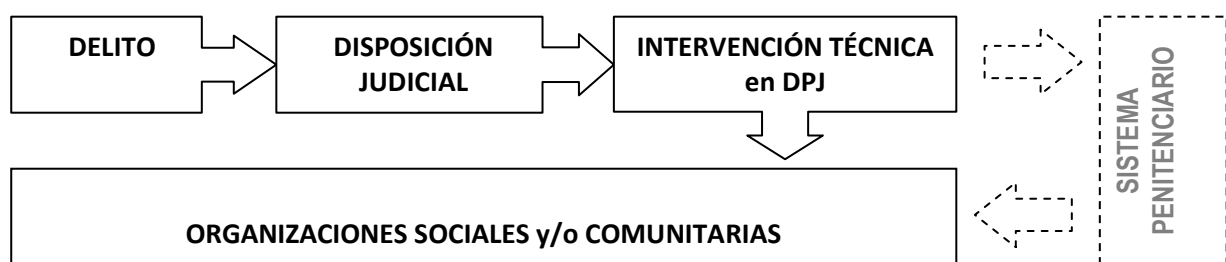 DELITO
DISPOSICIÓN
JUDICIAL
INTERVENCIÓN TÉCNICA
en DPJ
SISTEMA
PENITENCIARIO
ORGANIZACIONES SOCIALES y/o COMUNITARIAS